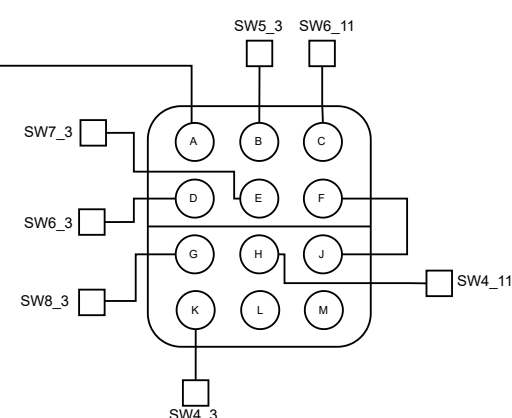 SW5_3 SW6_11
A B C
SW7_3
D E F
SW6_3
G H J
SW4_11
SW8_3
K L M
SW4_3